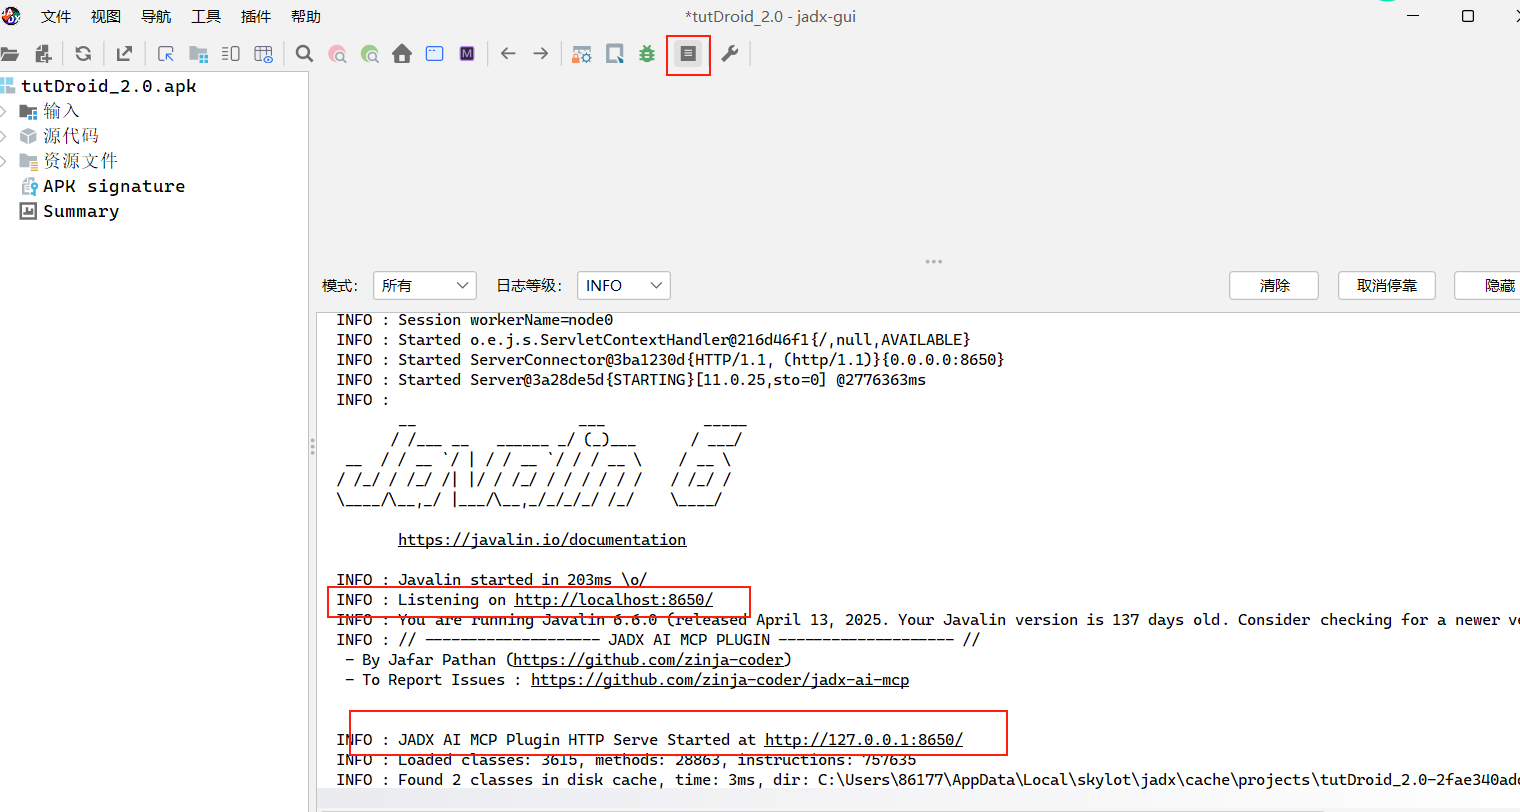 文件 视图 导航 工具 插件 帮助 *tutDroid_2.0 - jadx-gui
tutDroid_2.0.apk
输入
源代码
资源文件
APK signature
Summary
模式： 所有 日志等级： INFO 清除 取消停靠 隐藏
INFO : Session workerName=node0
INFO : Started o.e.j.s.ServletContextHandler@216d46f1{/,null,AVAILABLE}
INFO : Started ServerConnector@3ba1230d{HTTP/1.1, (http/1.1)}{0.0.0.0:8650}
INFO : Started Server@3a28de5d{STARTING}[11.0.25,sto=0] @2776363ms
INFO :
Javalin 6
https://javalin.io/documentation
INFO : Javalin started in 203ms \o/
INFO : Listening on http://localhost:8650/
INFO : You are running Javalin 6.6.0 (released April 13, 2025. Your Javalin version is 137 days old. Consider checking for a newer ve
INFO : // -------------------- JADX AI MCP PLUGIN -------------------- //
- By Jafar Pathan (https://github.com/zinja-coder)
- To Report Issues : https://github.com/zinja-coder/jadx-ai-mcp
INFO : JADX AI MCP Plugin HTTP Serve Started at http://127.0.0.1:8650/
INFO : Loaded classes: 3615, methods: 28863, instructions: 757635
INFO : Found 2 classes in disk cache, time: 3ms, dir: C:\Users\86177\AppData\Local\skylot\jadx\cache\projects\tutDroid_2.0-2fae340add